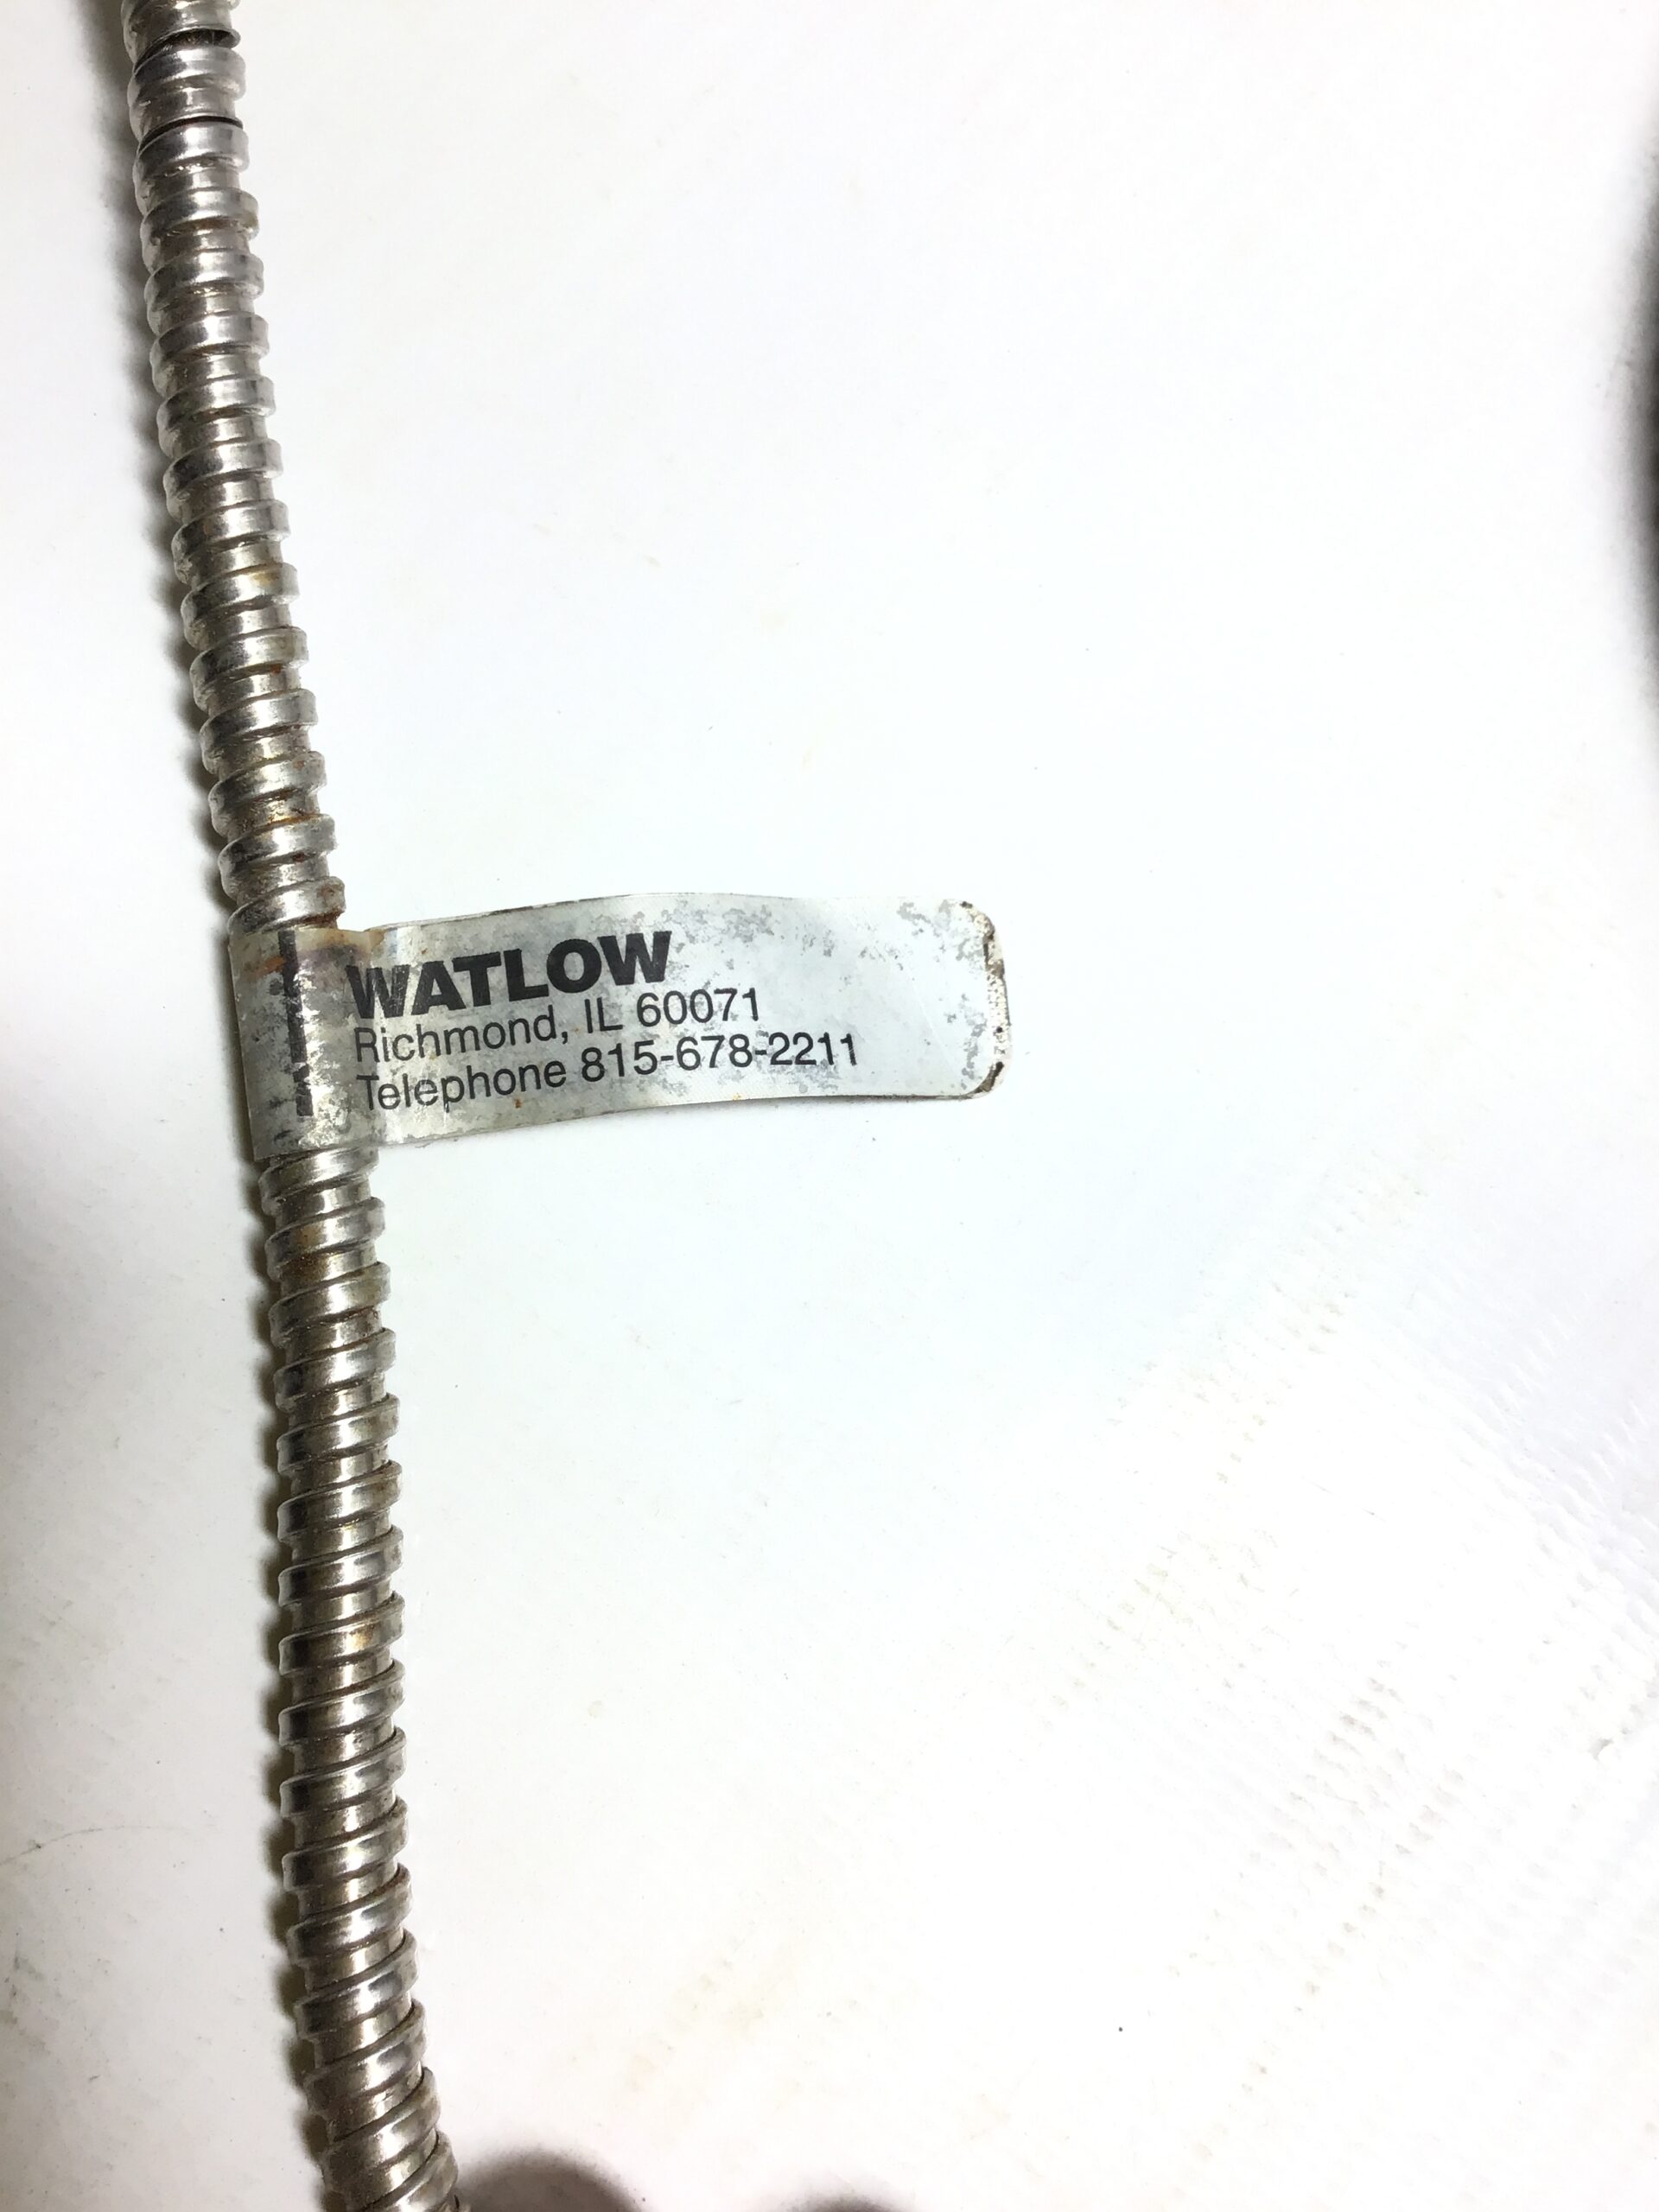 WATLOW
Richmond, IL 60071
Telephone 815-678-2211